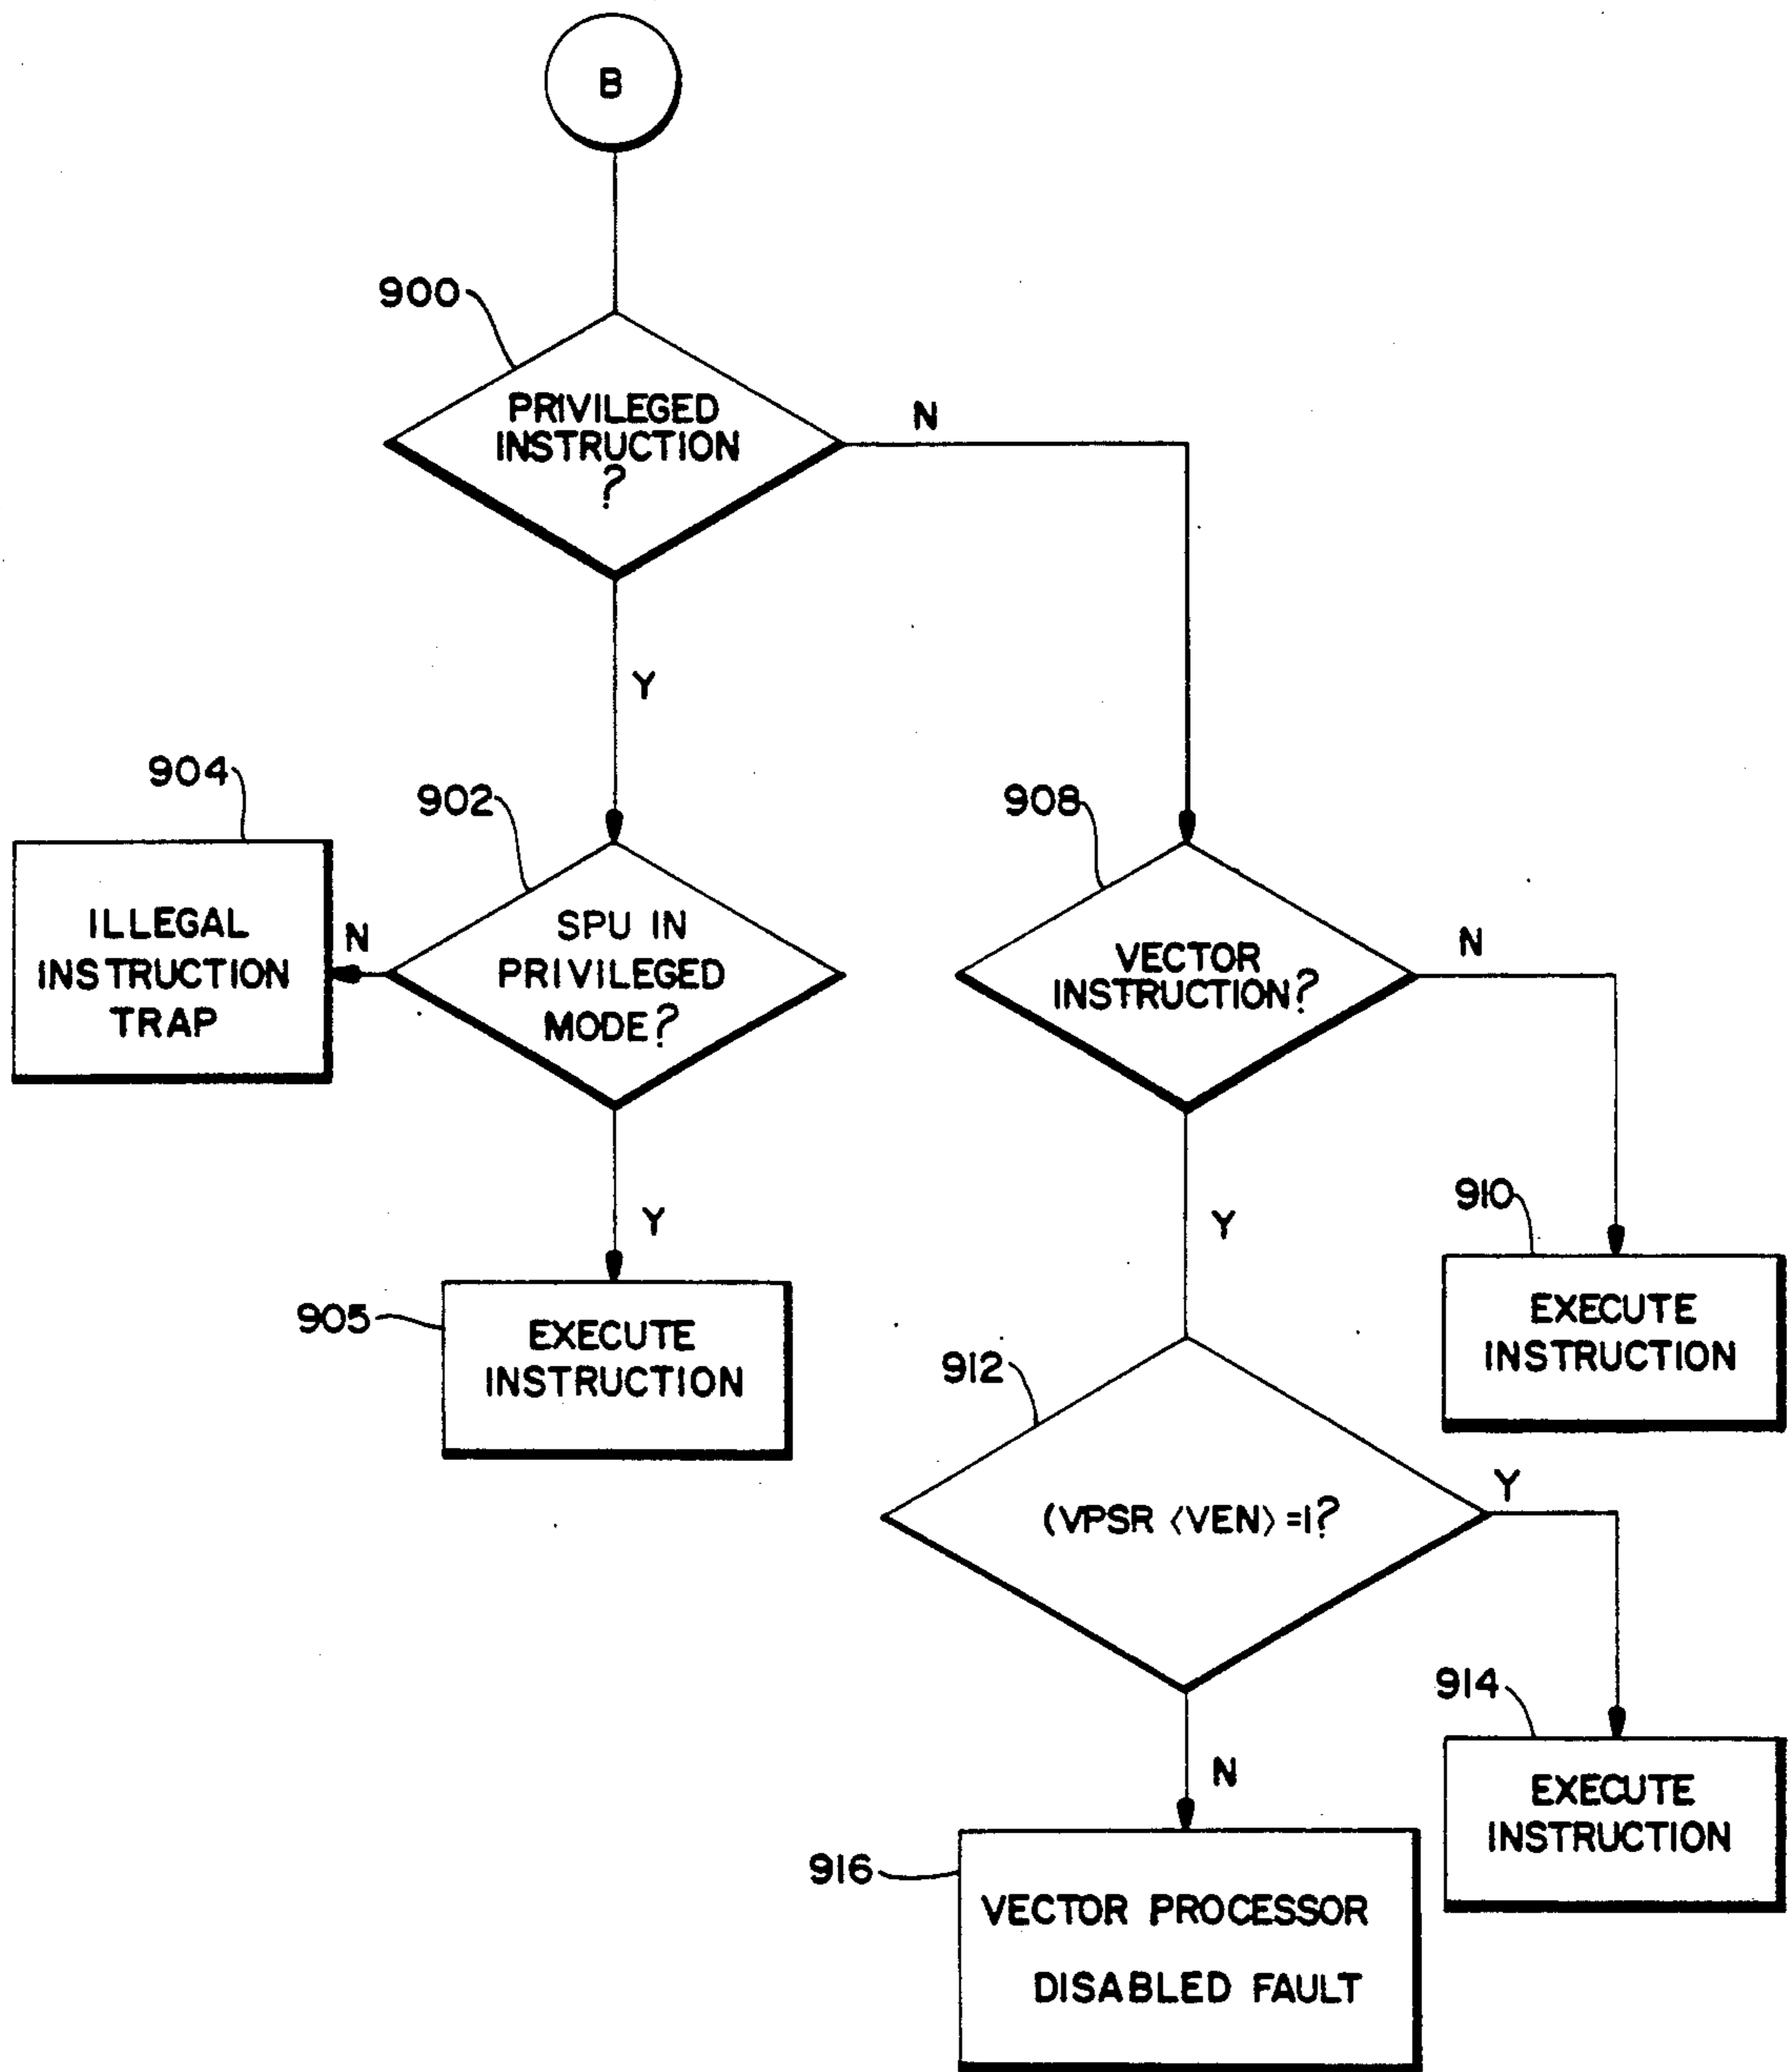 B
900
PRIVILEGED
INSTRUCTION
?
N
Y
904
902
908
ILLEGAL
INSTRUCTION
TRAP
N
SPU IN
PRIVILEGED
MODE?
VECTOR
INSTRUCTION?
N
Y
Y
910
905
EXECUTE
INSTRUCTION
EXECUTE
INSTRUCTION
912
(VPSR <VEN> =1?
Y
914
N
EXECUTE
INSTRUCTION
916
VECTOR PROCESSOR
DISABLED FAULT